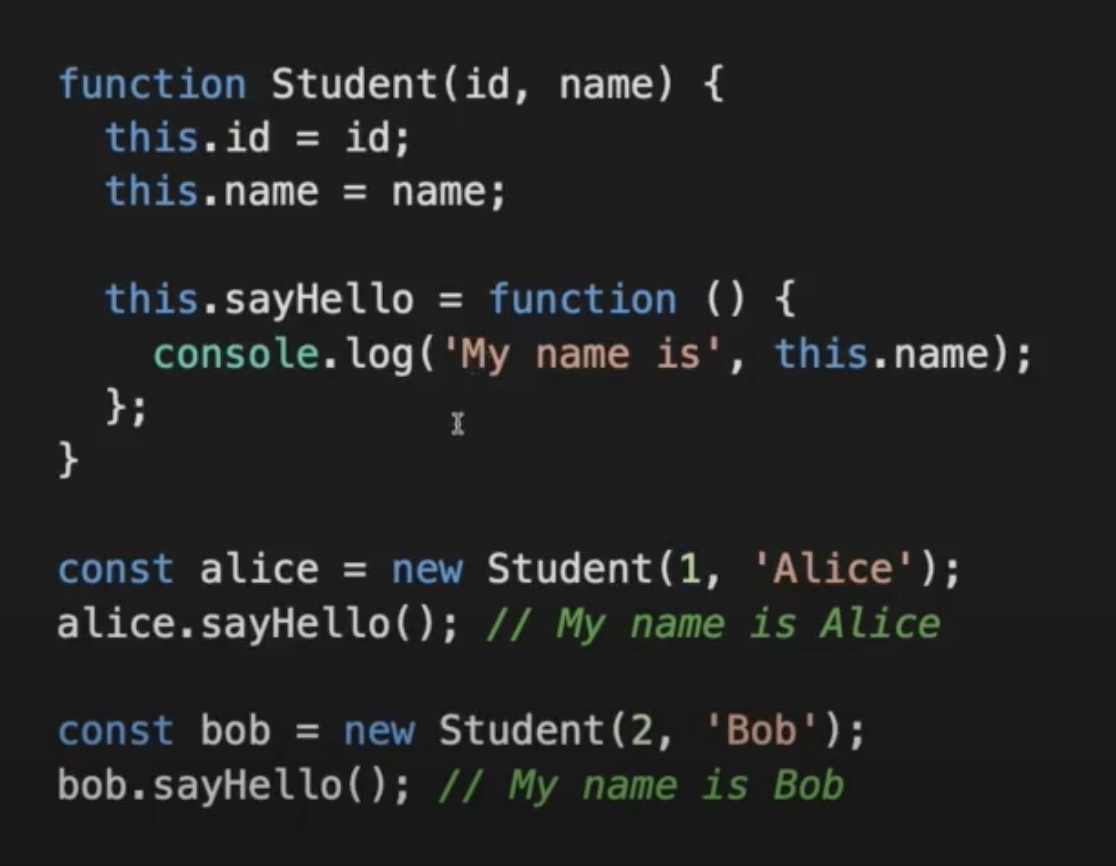 function Student(id, name) {
  this.id = id;
  this.name = name;

  this.sayHello = function () {
    console.log('My name is', this.name);
  };
}

const alice = new Student(1, 'Alice');
alice.sayHello(); // My name is Alice

const bob = new Student(2, 'Bob');
bob.sayHello(); // My name is Bob